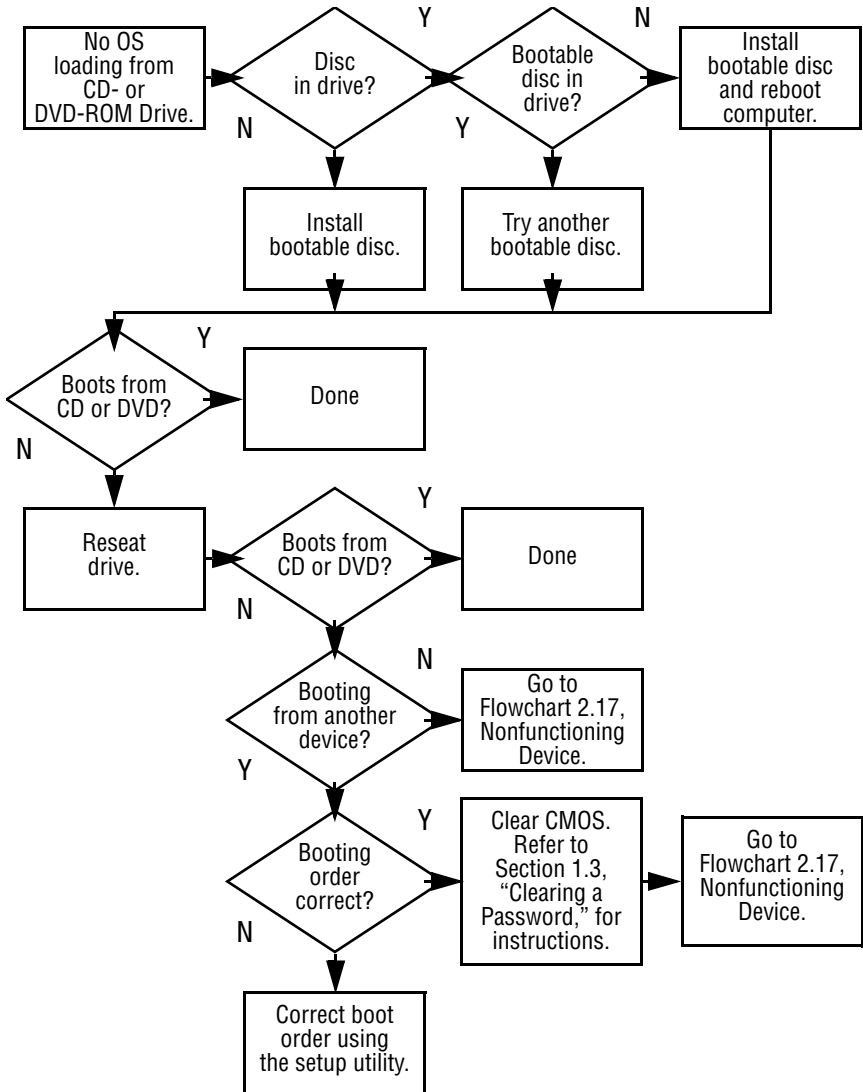 Y
N
No OS
loading from
CD- or
DVD-ROM Drive.
Disc
in drive?
Bootable
disc in
drive?
Install
bootable disc
and reboot
computer.
N
Y
Install
bootable disc.
Try another
bootable disc.
Y
Boots from
CD or DVD?
Done
N
Y
Reseat
drive.
Boots from
CD or DVD?
Done
N
N
Booting
from another
device?
Go to
Flowchart 2.17,
Nonfunctioning
Device.
Y
Y
Booting
order
correct?
Clear CMOS.
Refer to
Section 1.3,
“Clearing a
Password,” for
instructions.
Go to
Flowchart 2.17,
Nonfunctioning
Device.
N
Correct boot
order using
the setup utility.